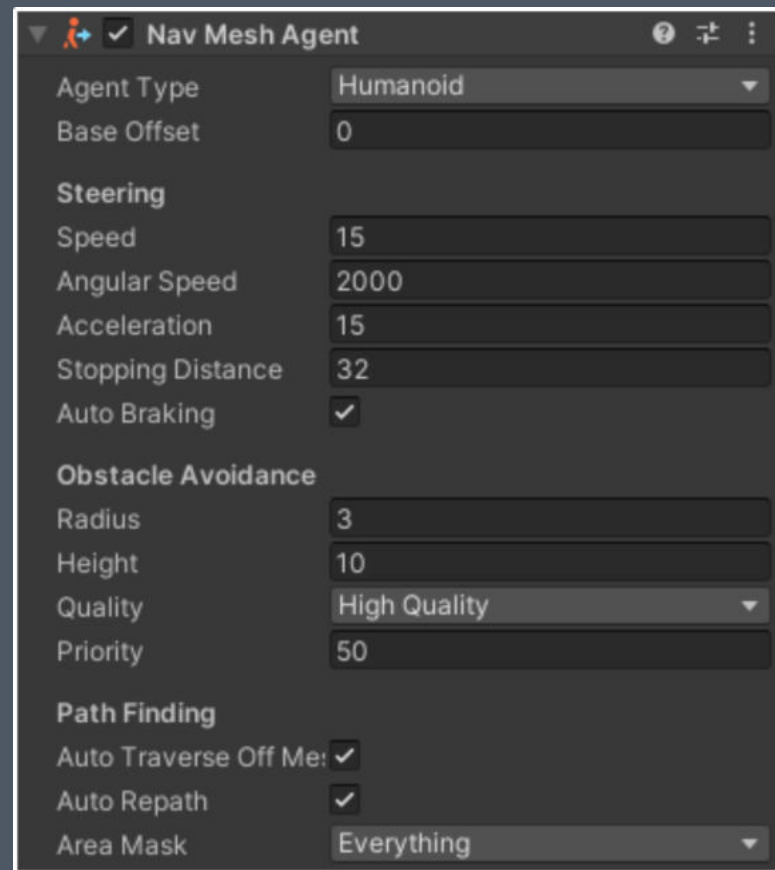 Nav Mesh Agent
Agent Type Humanoid
Base Offset 0
Steering
Speed 15
Angular Speed 2000
Acceleration 15
Stopping Distance 32
Auto Braking
Obstacle Avoidance
Radius 3
Height 10
Quality High Quality
Priority 50
Path Finding
Auto Traverse Off Mes
Auto Repath
Area Mask Everything